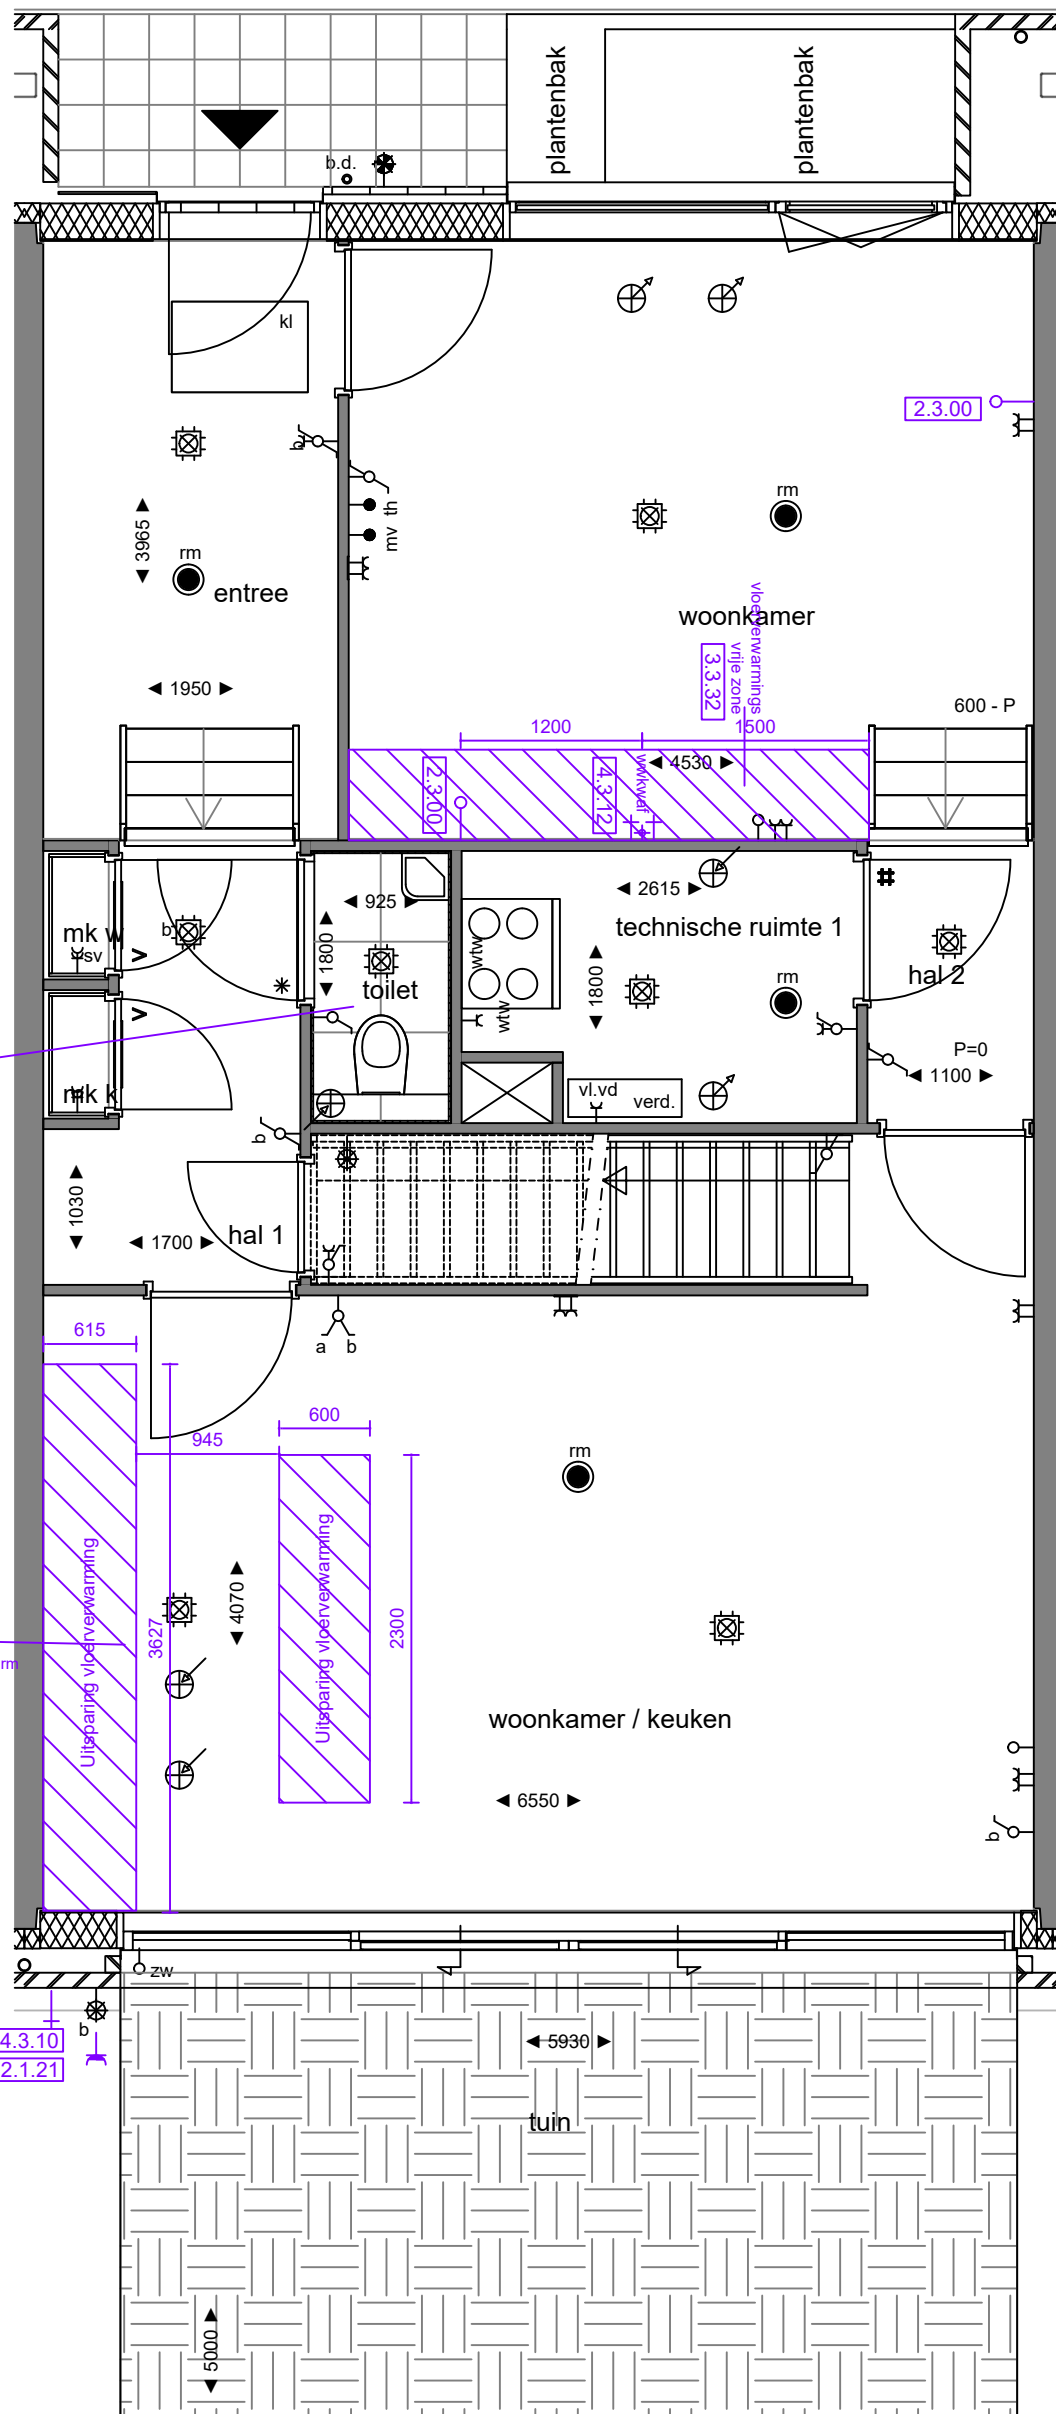 plantenbak
plantenbak
b.d.
kl
b
2.3.00
th
mv
rm
3965
rm
entree
woonkamer
vloerverwarmings
vrije zone
3.3.32
1950
600 - P
1200
1500
4530
2.3.00
4.3.12
wwkwaf
925
2615
mk w
sv
b
1800
toilet
wtw
wtw
technische ruimte 1
1800
rm
hal 2
P=0
1100
mk k
vl.vd
verd.
b
1030
1700
hal 1
a
b
615
600
945
rm
Uitsparing vloerverwarming
3627
4070
Uitsparing vloerverwarming
2300
rm
woonkamer / keuken
6550
b
zw
b
4.3.10
2.1.21
5930
tuin
5000